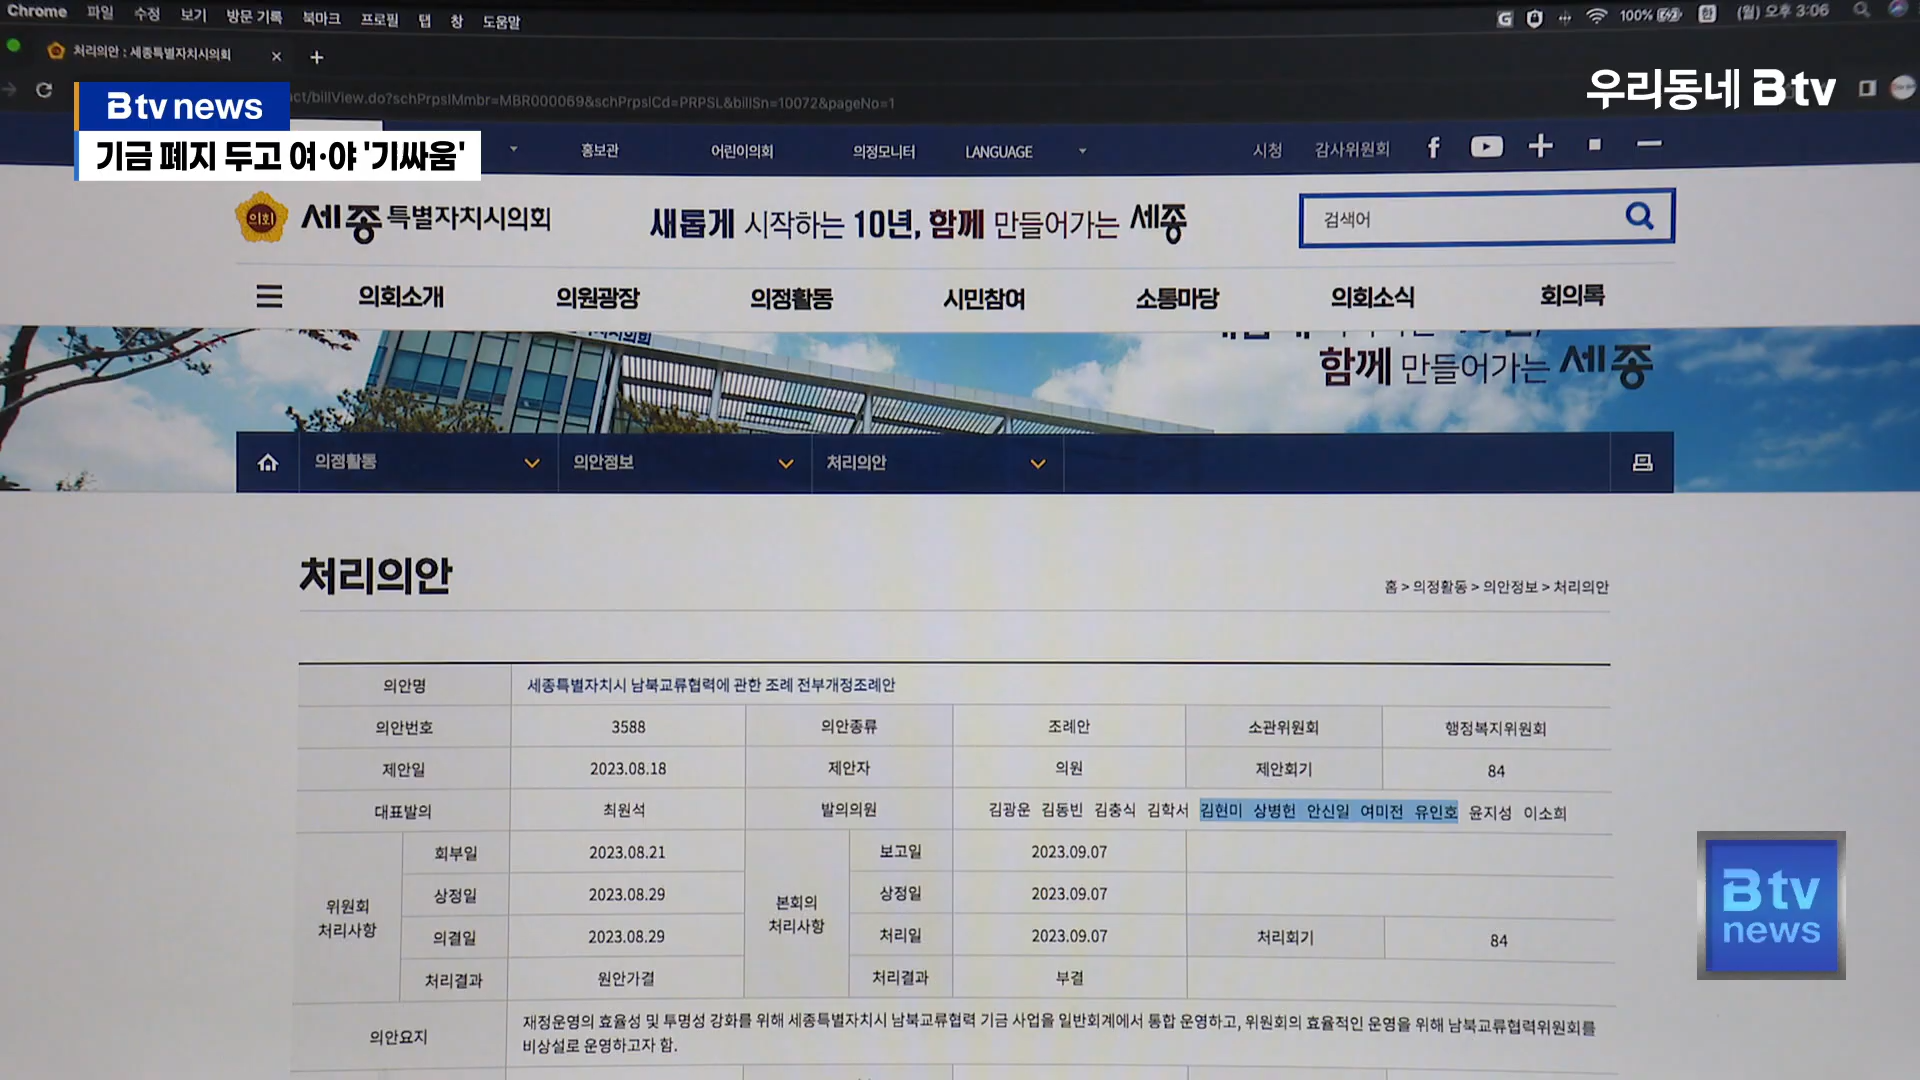 Chrome 파일 수정 보기 방문 기록 북마크 프로필 탭 창 도움말 100% 한 (월) 오후 3:06
처리의안 : 세종특별자치시의회
act/billView.do?schPrpslMmbr=MBR000069&schPrpslCd=PRPSL&billSn=10072&pageNo=1
B tv news
우리동네 B tv
기금 폐지 두고 여·야 '기싸움'
홍보관 어린이의회 의정모니터 LANGUAGE 시청 감사위원회
의회 세종특별자치시의회 새롭게 시작하는 10년, 함께 만들어가는 세종 검색어
의회소개 의원광장 의정활동 시민참여 소통마당 의회소식 회의록
함께 만들어가는 세종
의정활동 의안정보 처리의안
처리의안
홈 > 의정활동 > 의안정보 > 처리의안
의안명 세종특별자치시 남북교류협력에 관한 조례 전부개정조례안
의안번호 3588 의안종류 조례안 소관위원회 행정복지위원회
제안일 2023.08.18 제안자 의원 제안회기 84
대표발의 최원석 발의의원 김광운 김동빈 김충식 김학서 김현미 상병헌 안신일 여미전 유인호 윤지성 이소희
위원회 처리사항 회부일 2023.08.21 본회의 처리사항 보고일 2023.09.07
상정일 2023.08.29 상정일 2023.09.07
의결일 2023.08.29 처리일 2023.09.07 처리회기 84
처리결과 원안가결 처리결과 부결
의안요지 재정운영의 효율성 및 투명성 강화를 위해 세종특별자치시 남북교류협력 기금 사업을 일반회계에서 통합 운영하고, 위원회의 효율적인 운영을 위해 남북교류협력위원회를
비상설로 운영하고자 함.
B tv
news